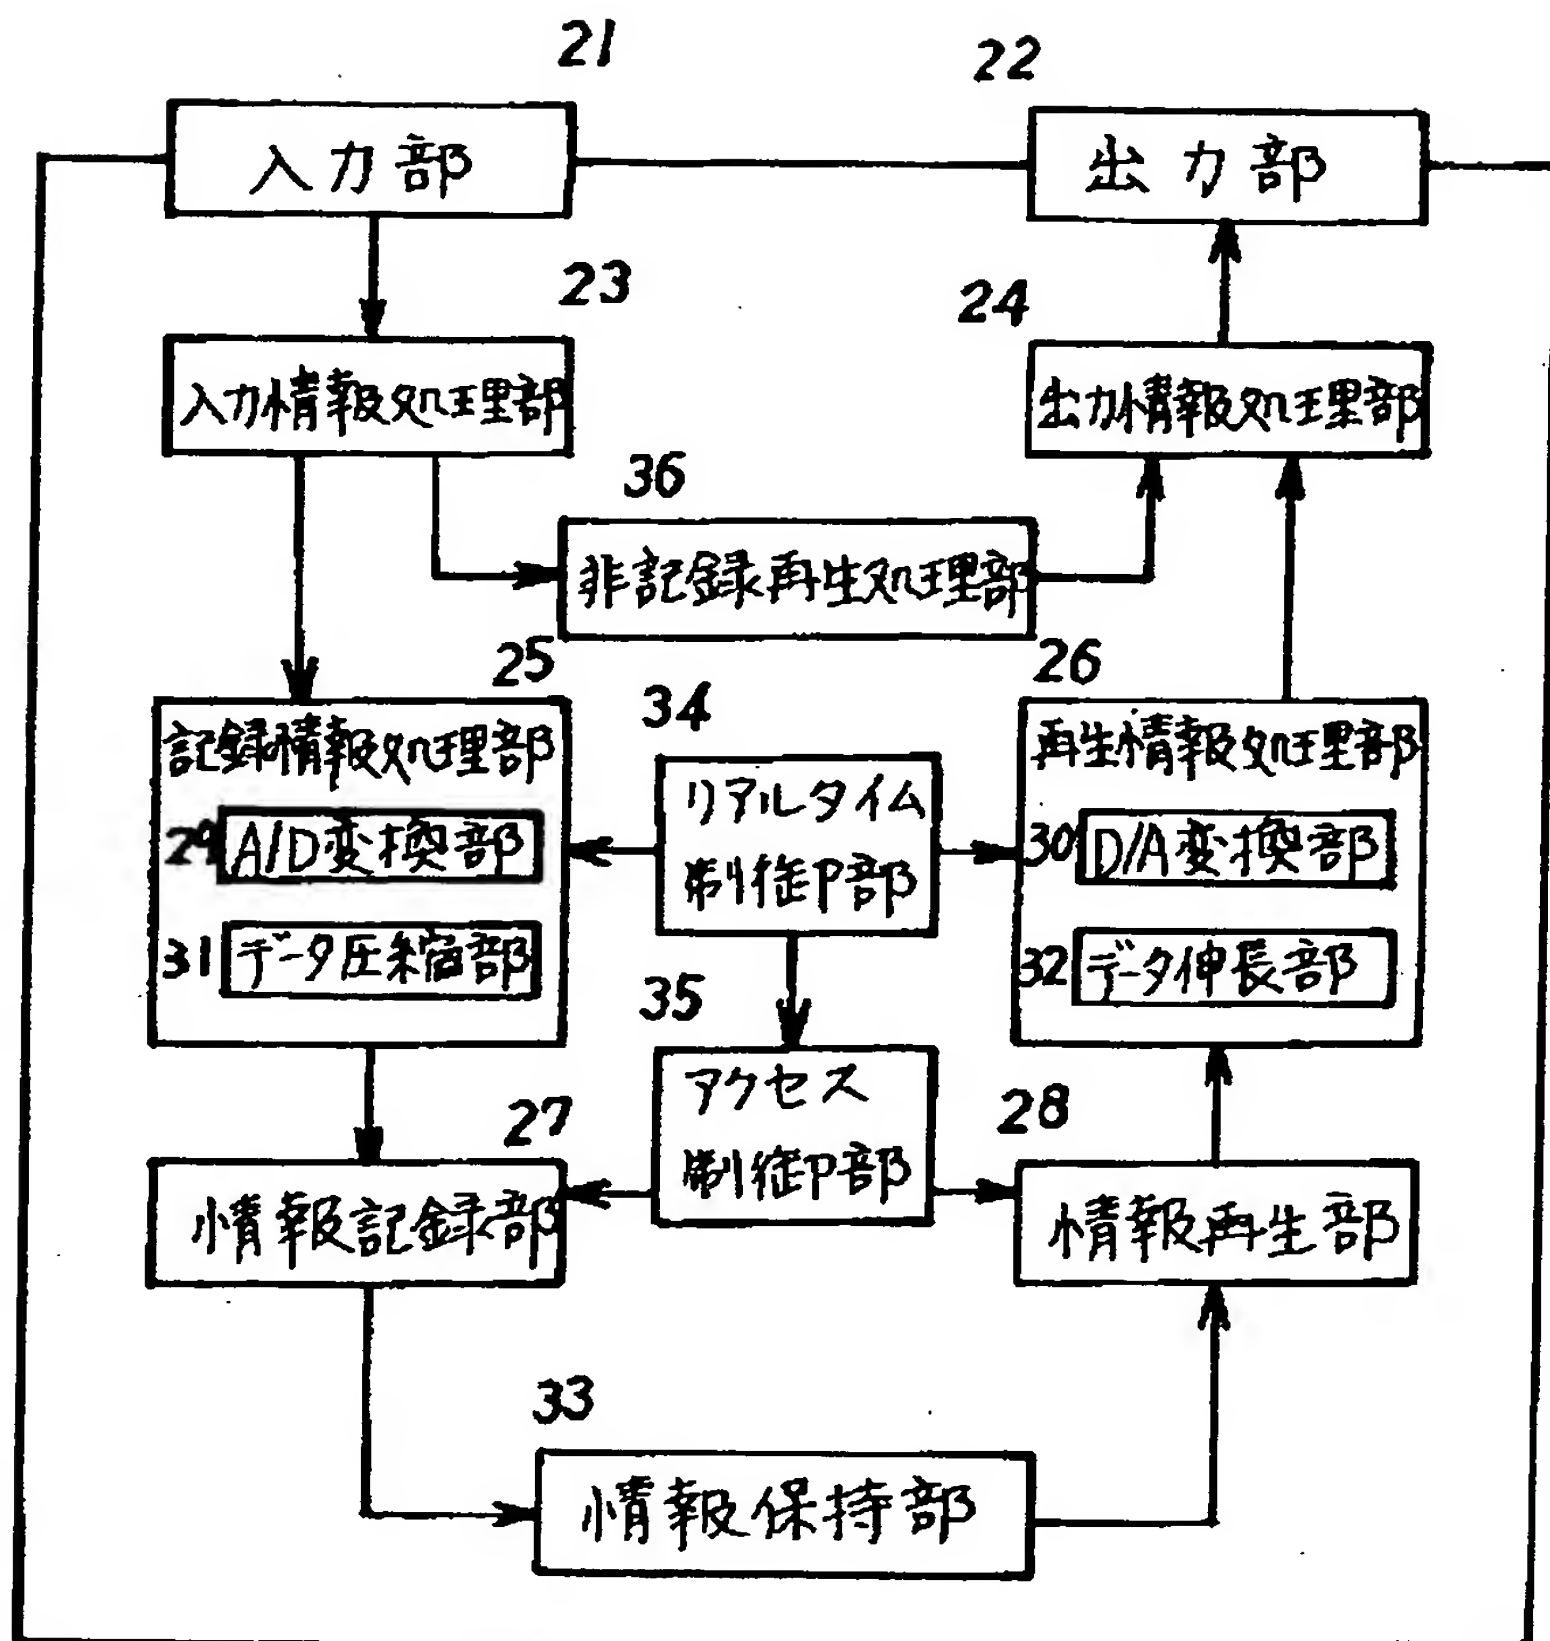 21
22
入力部
出力部
23
24
入力情報処理部
出力情報処理部
36
非記録再生処理部
25
26
34
記録情報処理部
再生情報処理部
リアルタイム
制御部
29
A/D変換部
30
D/A変換部
31
データ圧縮部
32
データ伸長部
35
アクセス
制御部
27
28
情報記録部
情報再生部
33
情報保持部